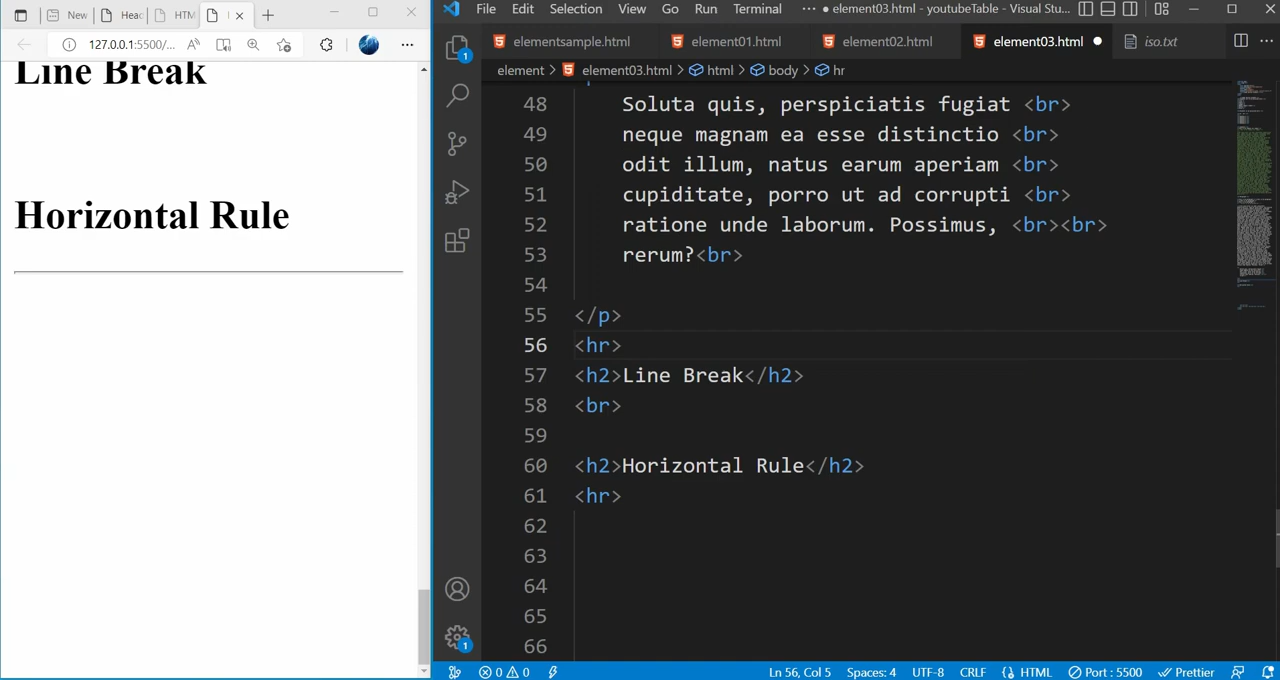 New
Head
HTM
127.0.0.1:5500/...
Line Break
Horizontal Rule
File Edit Selection View Go Run Terminal ··· ● element03.html - youtubeTable - Visual Stu...
elementsample.html element01.html element02.html element03.html ● iso.txt
element > element03.html > html > body > hr
48 Soluta quis, perspiciatis fugiat <br>
49 neque magnam ea esse distinctio <br>
50 odit illum, natus earum aperiam <br>
51 cupiditate, porro ut ad corrupti <br>
52 ratione unde laborum. Possimus, <br><br>
53 rerum?<br>
54
55 </p>
56 <hr>
57 <h2>Line Break</h2>
58 <br>
59
60 <h2>Horizontal Rule</h2>
61 <hr>
62
63
64
65
66
1
1
0 0 Ln 56, Col 5 Spaces: 4 UTF-8 CRLF HTML Port : 5500 Prettier